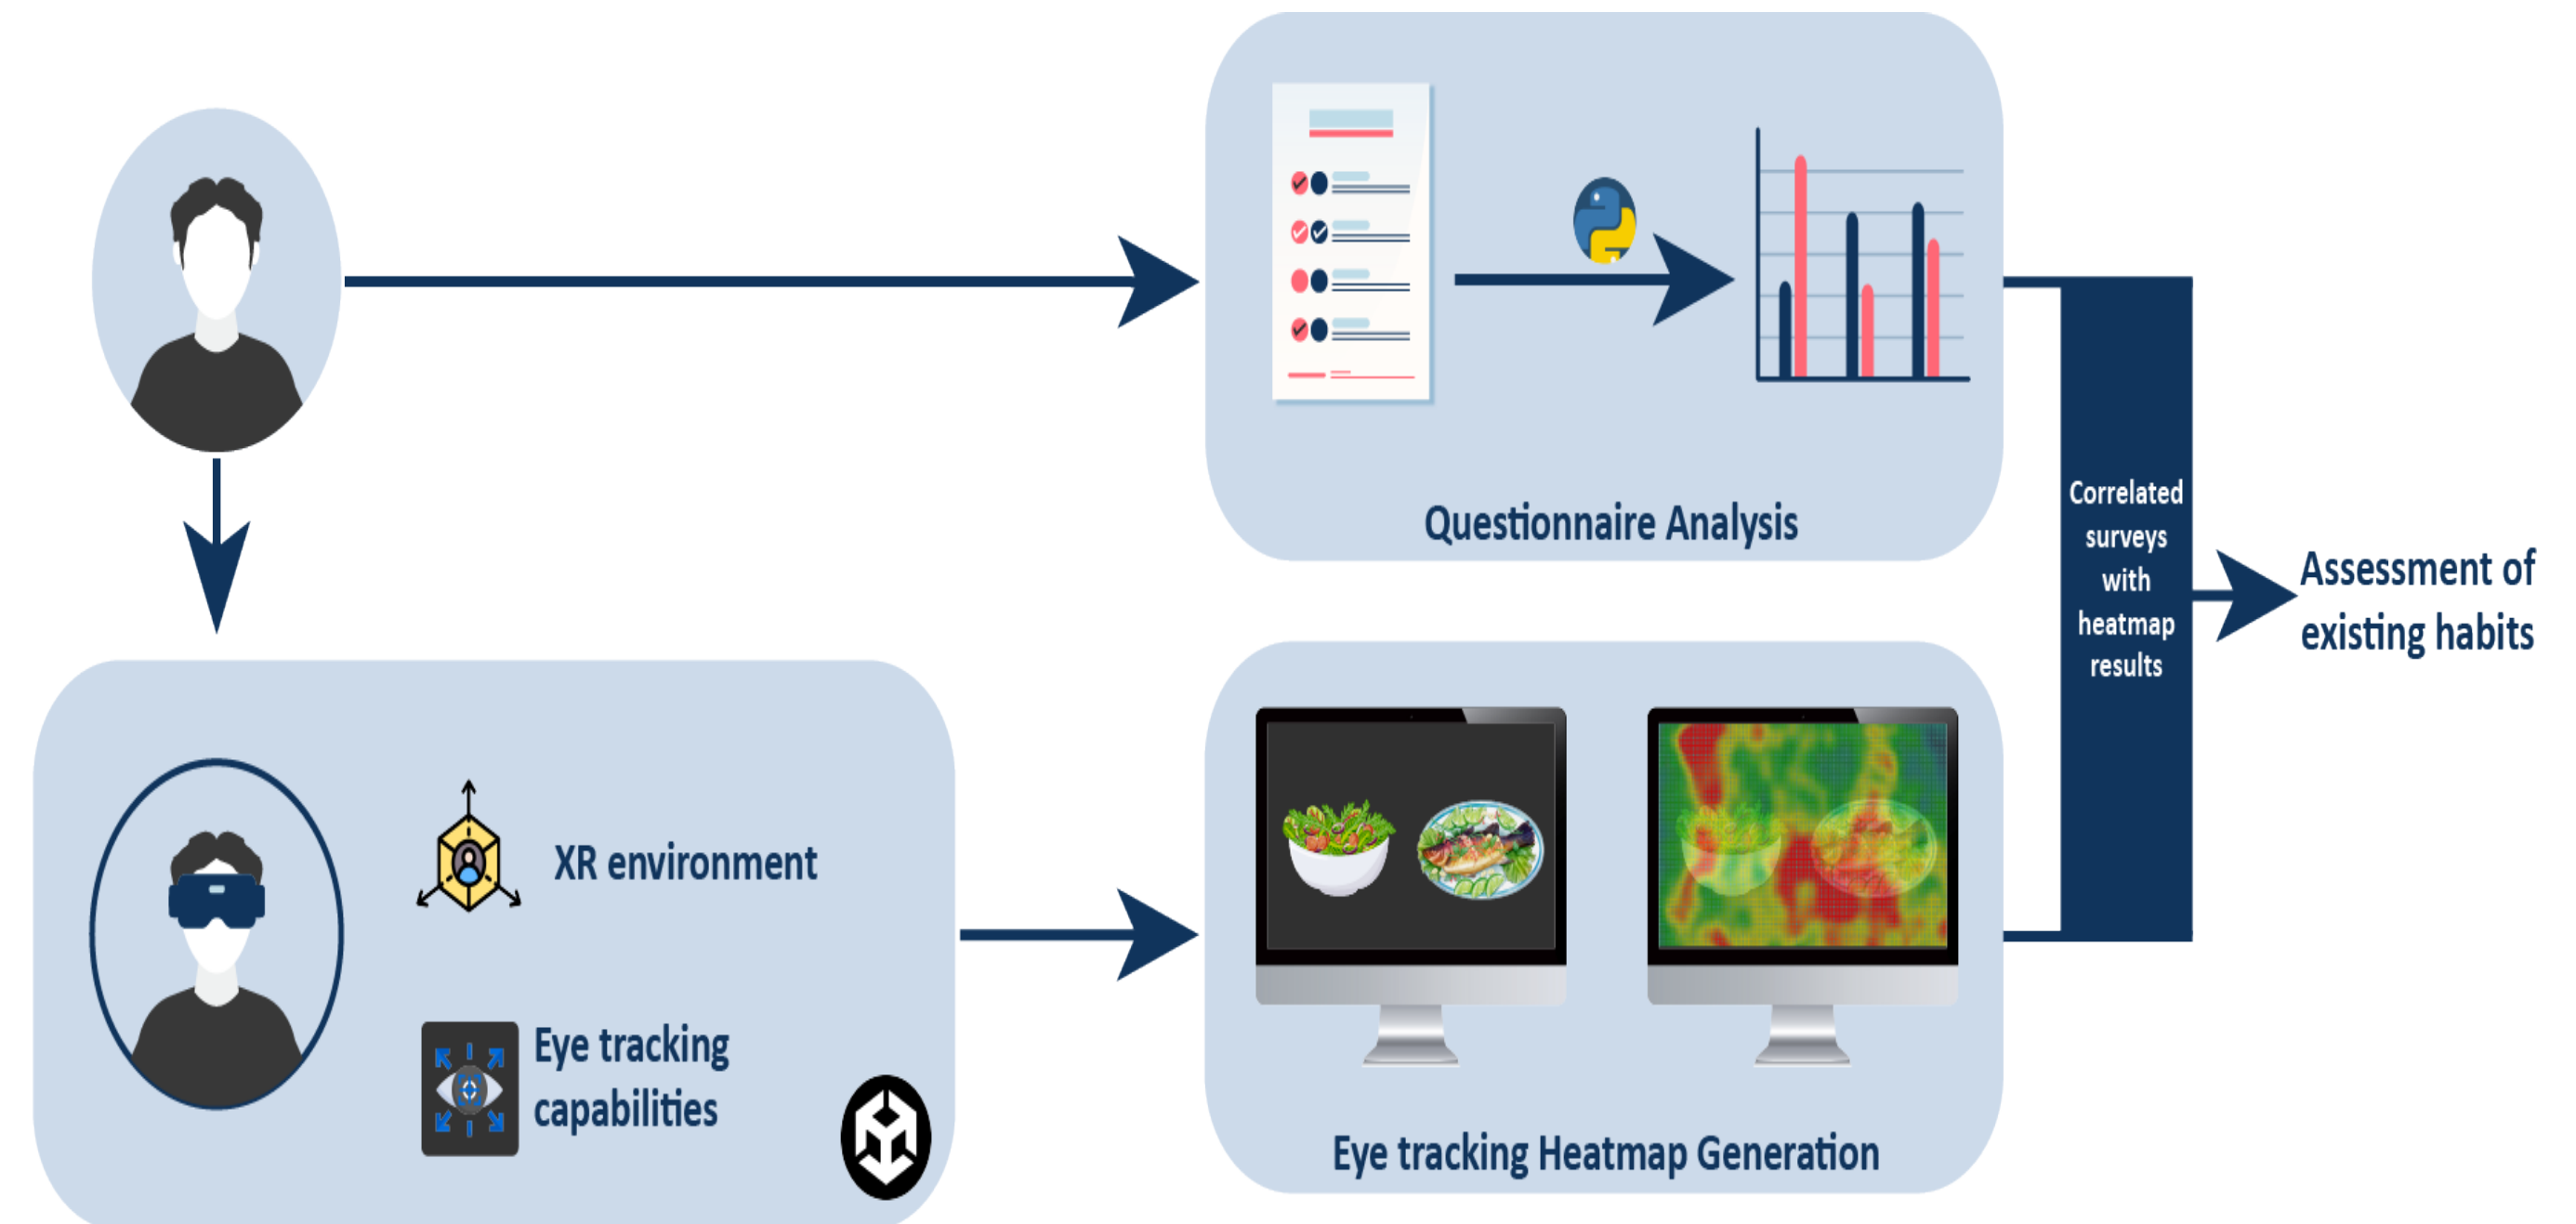 Questionnaire Analysis
Correlated
surveys
with
heatmap
results
Assessment of
existing habits
XR environment
Eye tracking
capabilities
Eye tracking Heatmap Generation